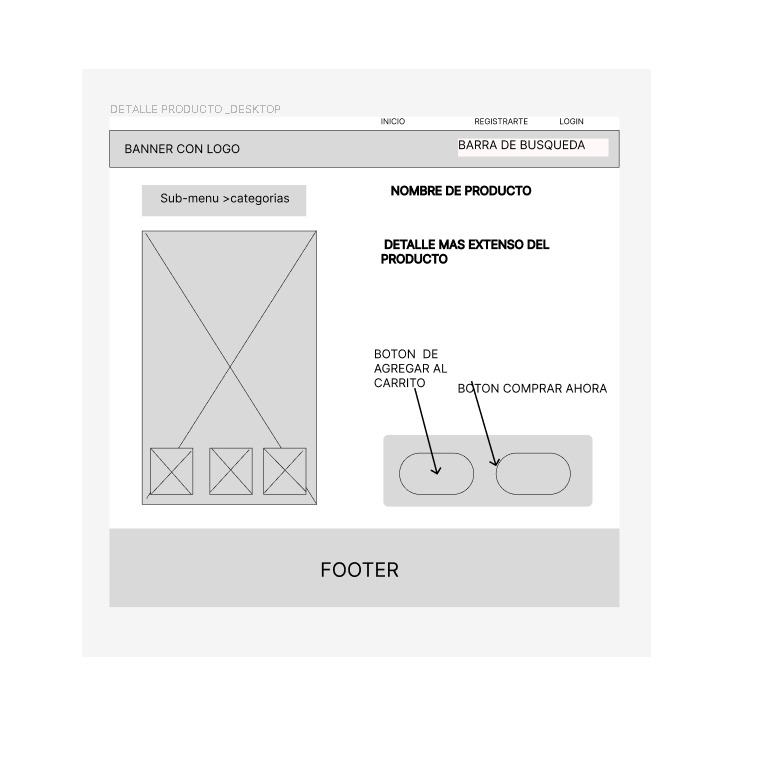 DETALLE PRODUCTO _DESKTOP
INICIO
REGISTRARTE
LOGIN
BANNER CON LOGO
BARRA DE BUSQUEDA
Sub-menu >categorias
NOMBRE DE PRODUCTO
DETALLE MAS EXTENSO DEL
PRODUCTO
BOTON DE
AGREGAR AL
CARRITO
BOTON COMPRAR AHORA
FOOTER